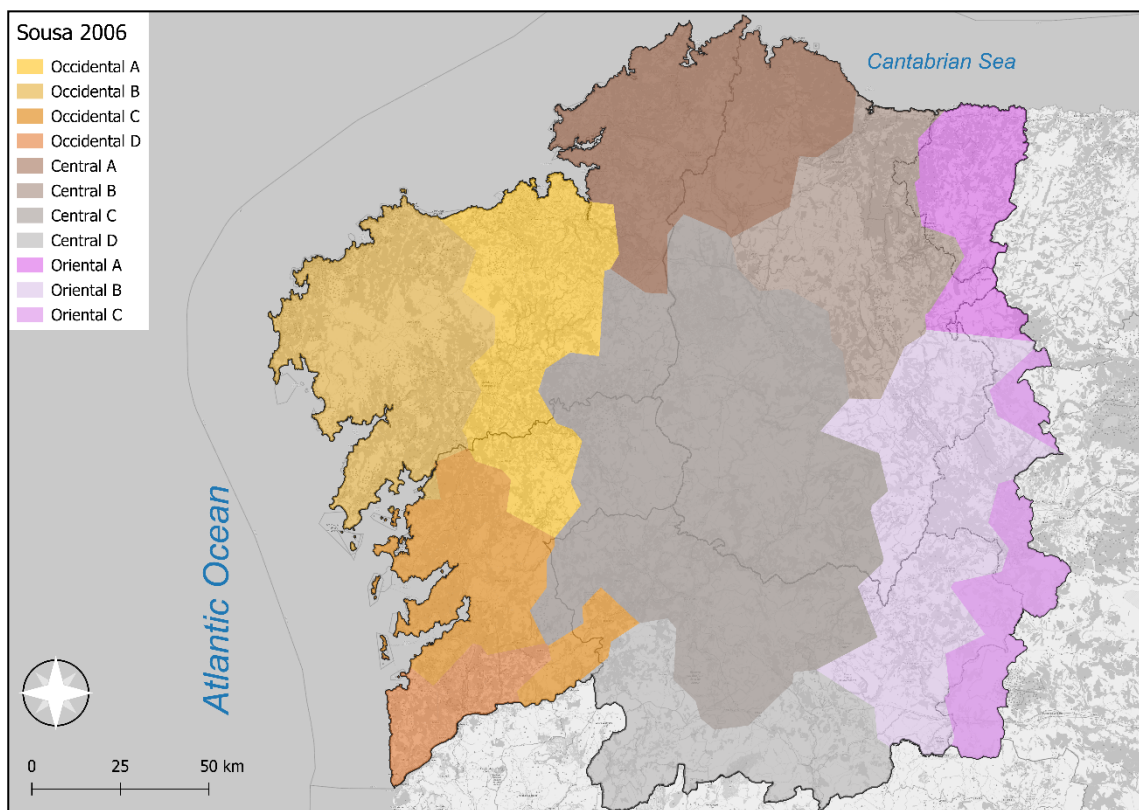 Sousa 2006
Occidental A
Occidental B
Occidental C
Occidental D
Central A
Central B
Central C
Central D
Oriental A
Oriental B
Oriental C
Cantabrian Sea
Atlantic Ocean
0 25 50 km